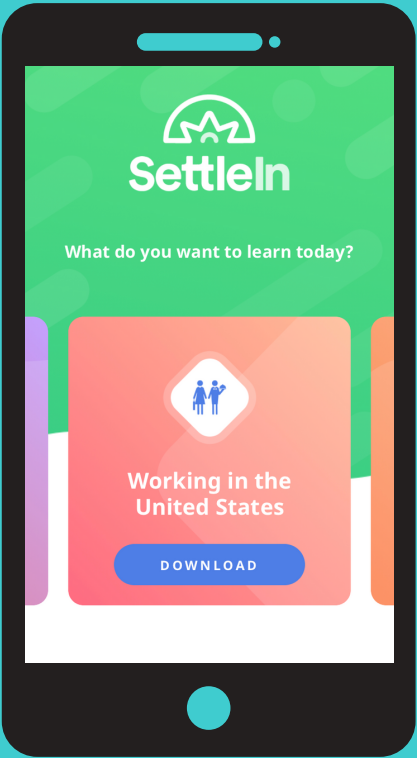 SettleIn
What do you want to learn today?
Working in the
United States
DOWNLOAD